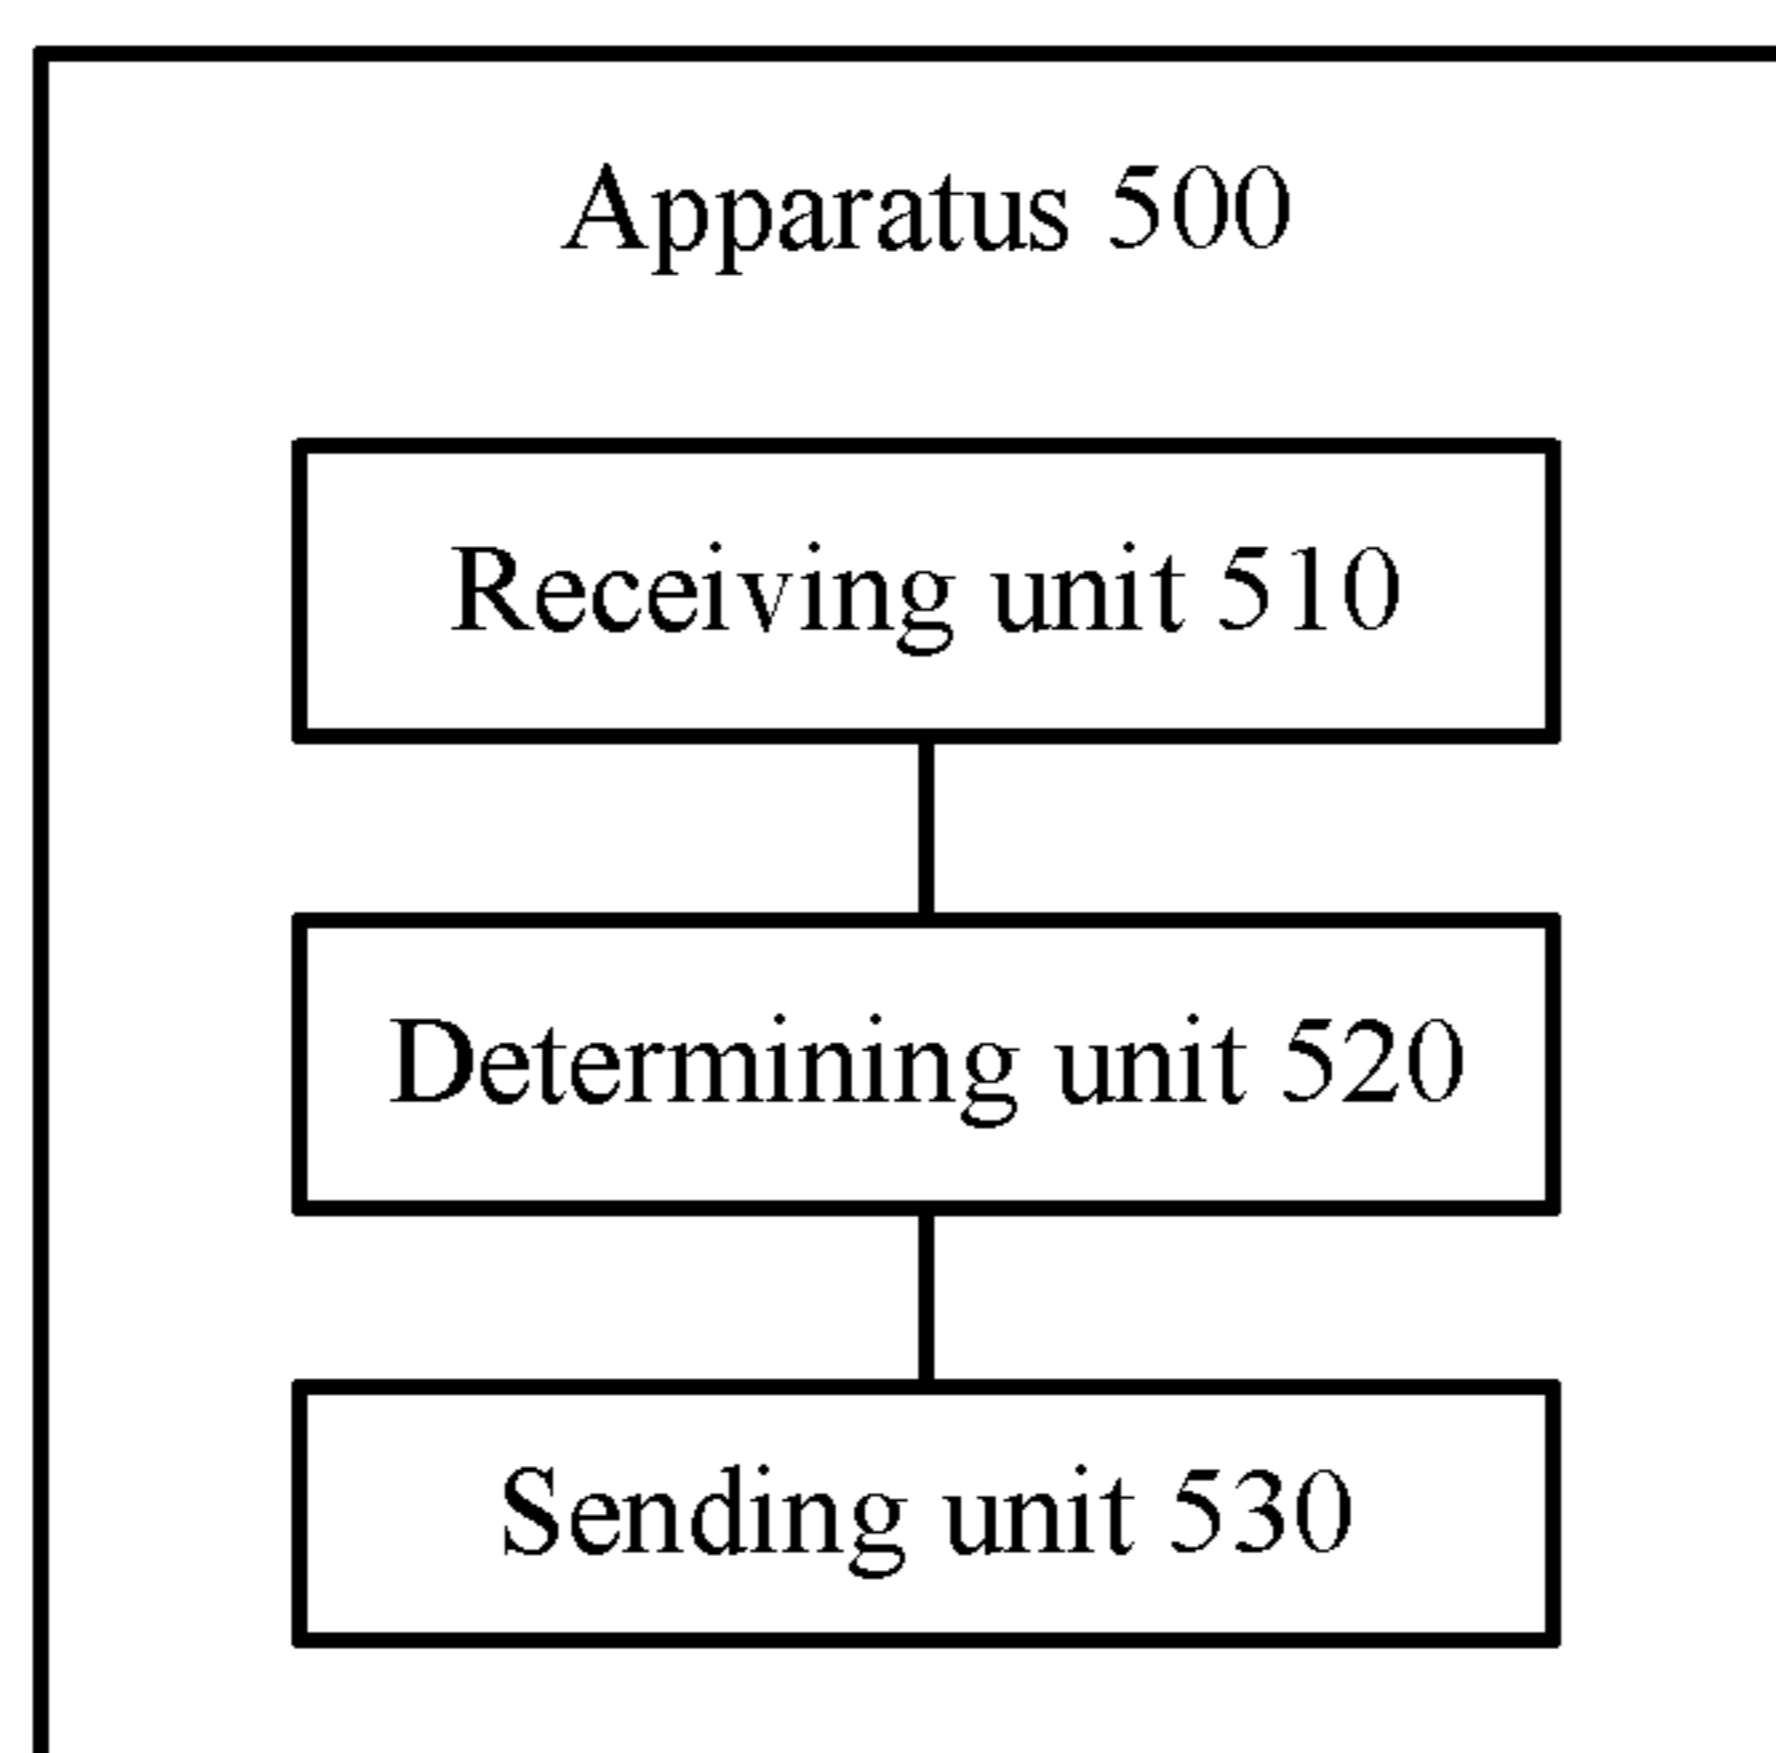 Apparatus 500
Receiving unit 510
Determining unit 520
Sending unit 530